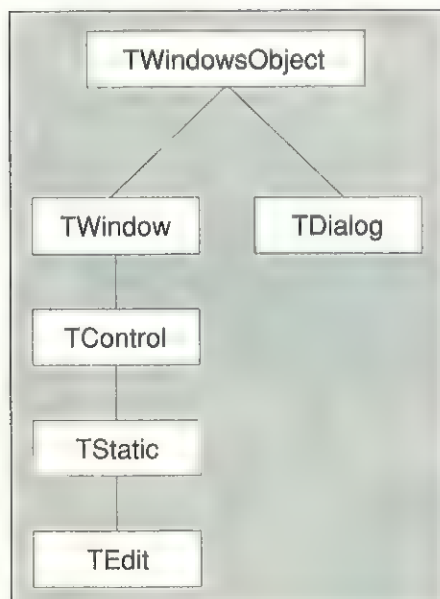 TWindowsObject
TWindow
TDialog
TControl
TStatic
TEdit